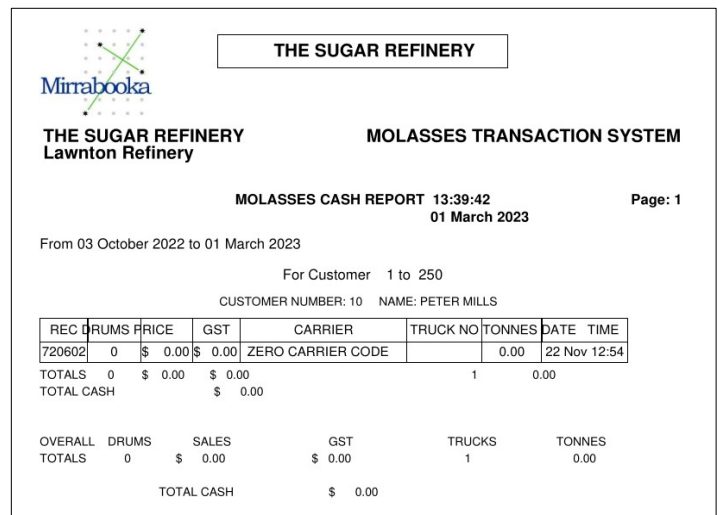 THE SUGAR REFINERY
Mirrabooka
THE SUGAR REFINERY MOLASSES TRANSACTION SYSTEM
Lawnton Refinery
MOLASSES CASH REPORT 13:39:42 Page: 1
01 March 2023
From 03 October 2022 to 01 March 2023
For Customer 1 to 250
CUSTOMER NUMBER: 10 NAME: PETER MILLS
REC DRUMS PRICE GST CARRIER TRUCK NO TONNES DATE TIME
720602 0 $ 0.00 $ 0.00 ZERO CARRIER CODE 0.00 22 Nov 12:54
TOTALS 0 $ 0.00 $ 0.00 1 0.00
TOTAL CASH $ 0.00
OVERALL DRUMS SALES GST TRUCKS TONNES
TOTALS 0 $ 0.00 $ 0.00 1 0.00
TOTAL CASH $ 0.00